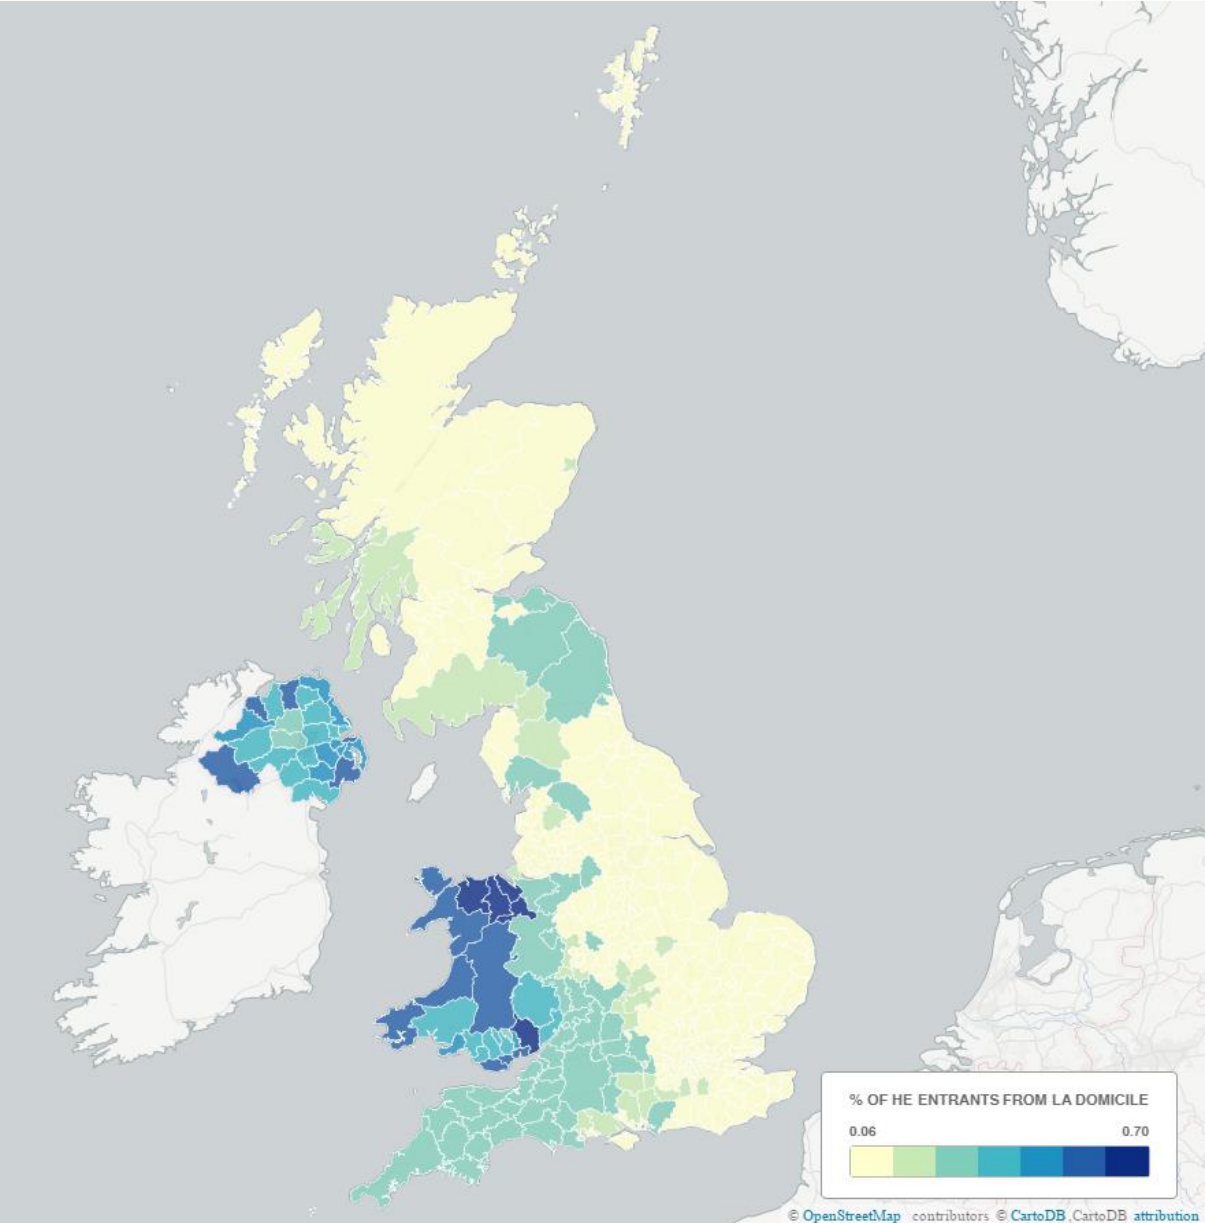 % OF HE ENTRANTS FROM LA DOMICILE
0.06 0.70
© OpenStreetMap contributors © CartoDB ,CartoDB attribution